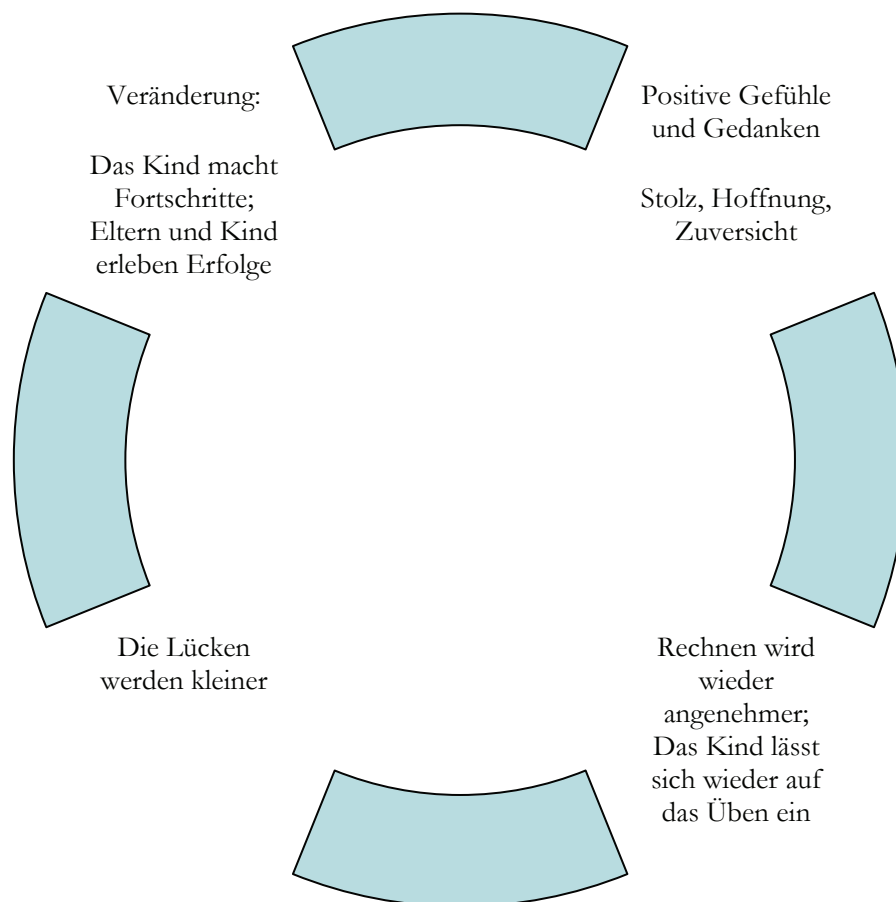 Veränderung:
Das Kind macht
Fortschritte;
Eltern und Kind
erleben Erfolge
Positive Gefühle
und Gedanken
Stolz, Hoffnung,
Zuversicht
Die Lücken
werden kleiner
Rechnen wird
wieder
angenehmer;
Das Kind lässt
sich wieder auf
das Üben ein